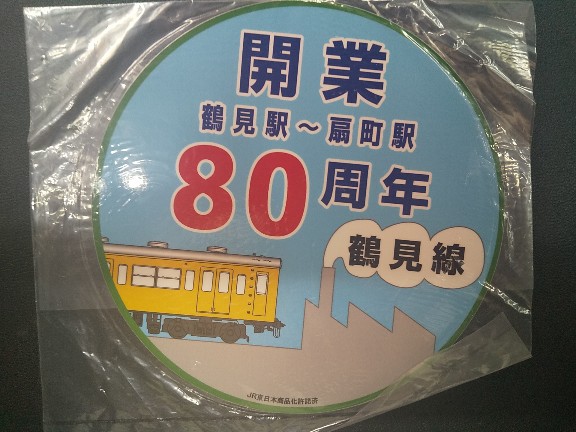 開業
鶴見駅～扇町駅
80周年
鶴見線
JR東日本商品化許諾済